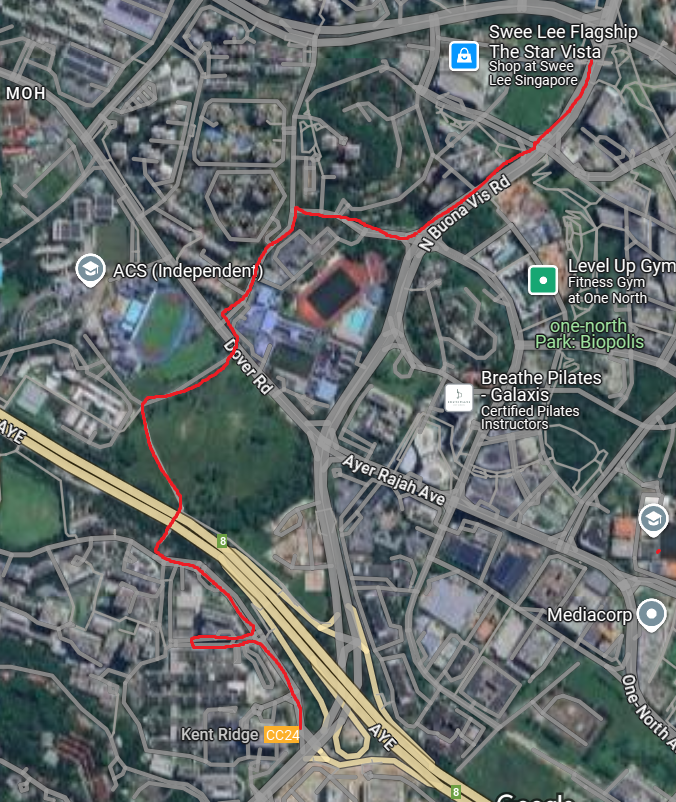 Swee Lee Flagship
The Star Vista
Shop at Swee
Lee Singapore
MOH
N Buona Vis Rd
ACS (Independent)
Level Up Gym
Fitness Gym
at One North
one-north
Park: Biopolis
Dover Rd
Breathe Pilates
- Galaxis
Certified Pilates
Instructors
AYE
Ayer Rajah Ave
8
Mediacorp
One-North A
Kent Ridge CC24
AYE
8